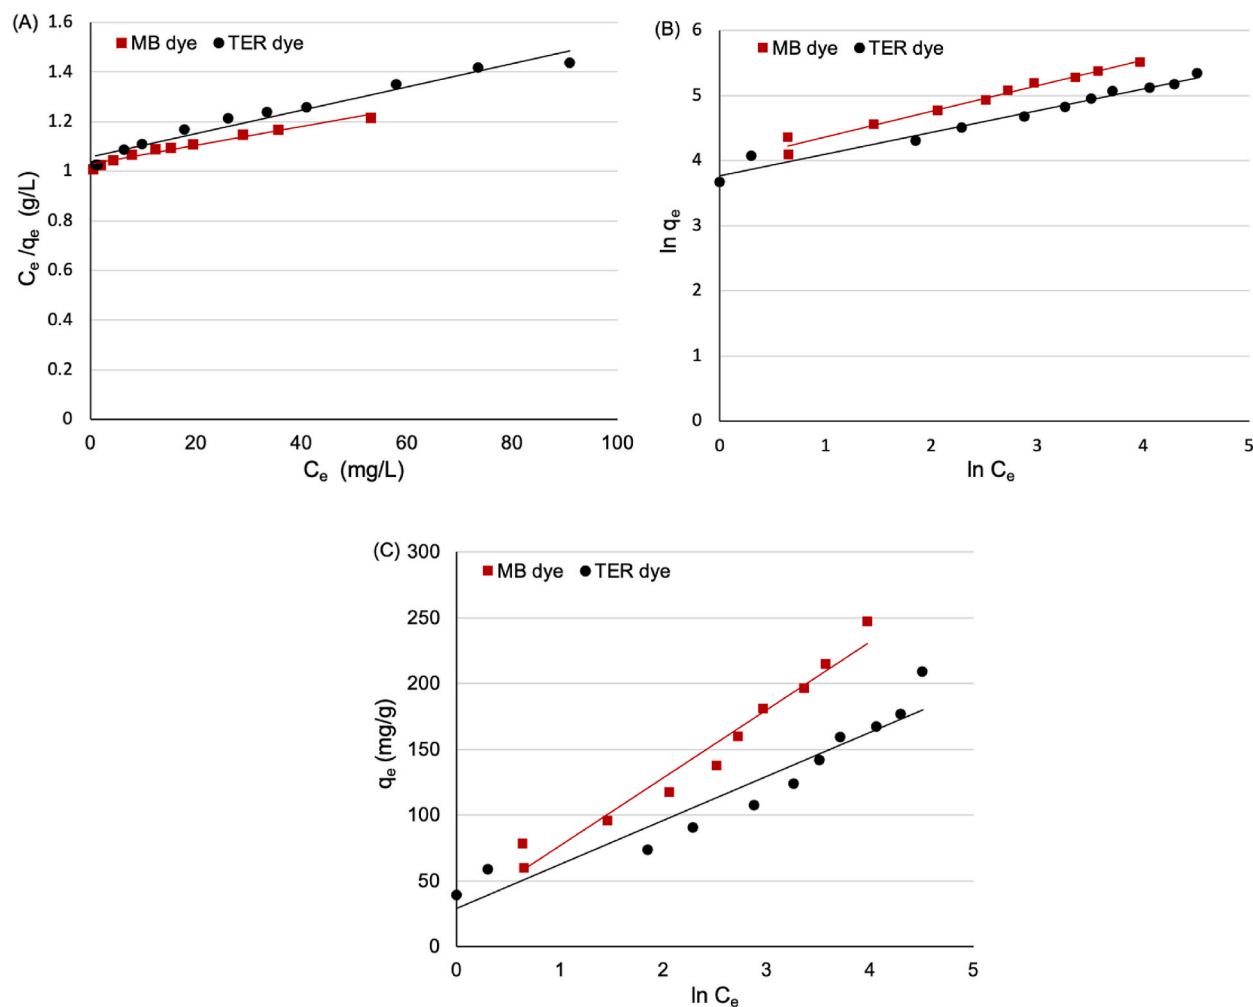 (A)
MB dye
TER dye
1.6
1.4
1.2
1
0.8
0.6
0.4
0.2
0
Cₑ /qₑ (g/L)
0 20 40 60 80 100
Cₑ (mg/L)
(B)
MB dye
TER dye
6
5
4
3
2
1
0
ln qₑ
0 1 2 3 4 5
ln Cₑ
(C)
MB dye
TER dye
300
250
200
150
100
50
0
qₑ (mg/g)
0 1 2 3 4 5
ln Cₑ